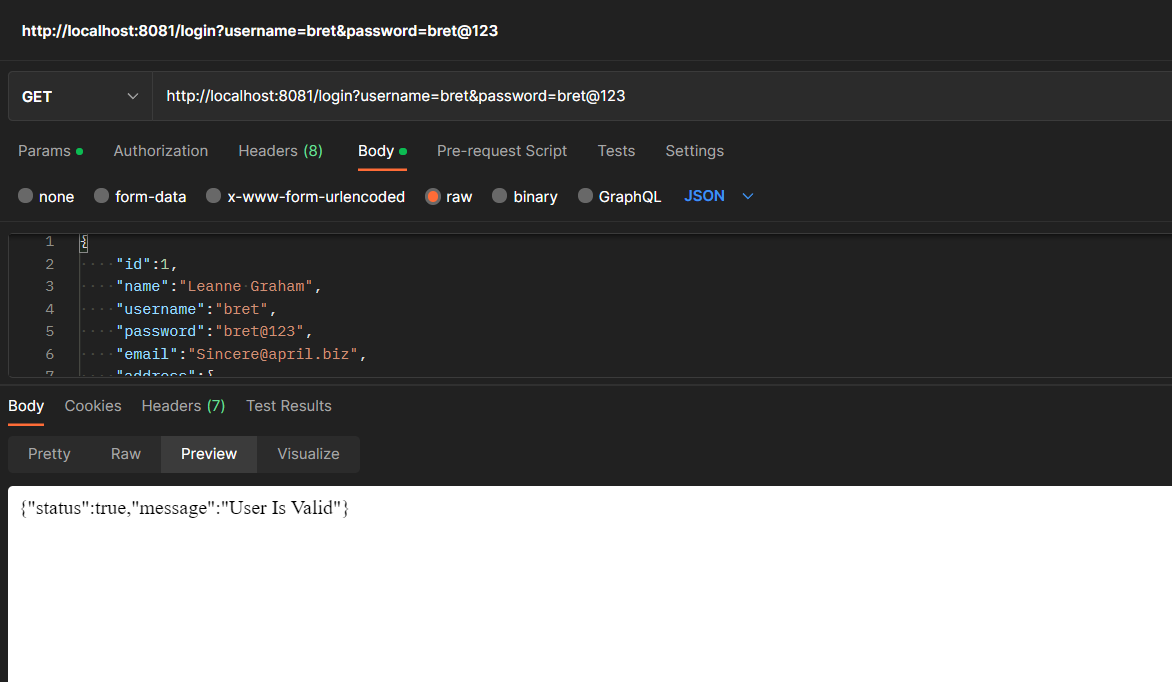 http://localhost:8081/login?username=bret&password=bret@123
GET http://localhost:8081/login?username=bret&password=bret@123
Params Authorization Headers (8) Body Pre-request Script Tests Settings
none form-data x-www-form-urlencoded raw binary GraphQL JSON
1 {
2 ····"id":1,
3 ····"name":"Leanne·Graham",
4 ····"username":"bret",
5 ····"password":"bret@123",
6 ····"email":"Sincere@april.biz",
7 ····"address":{
Body Cookies Headers (7) Test Results
Pretty Raw Preview Visualize
{"status":true,"message":"User Is Valid"}